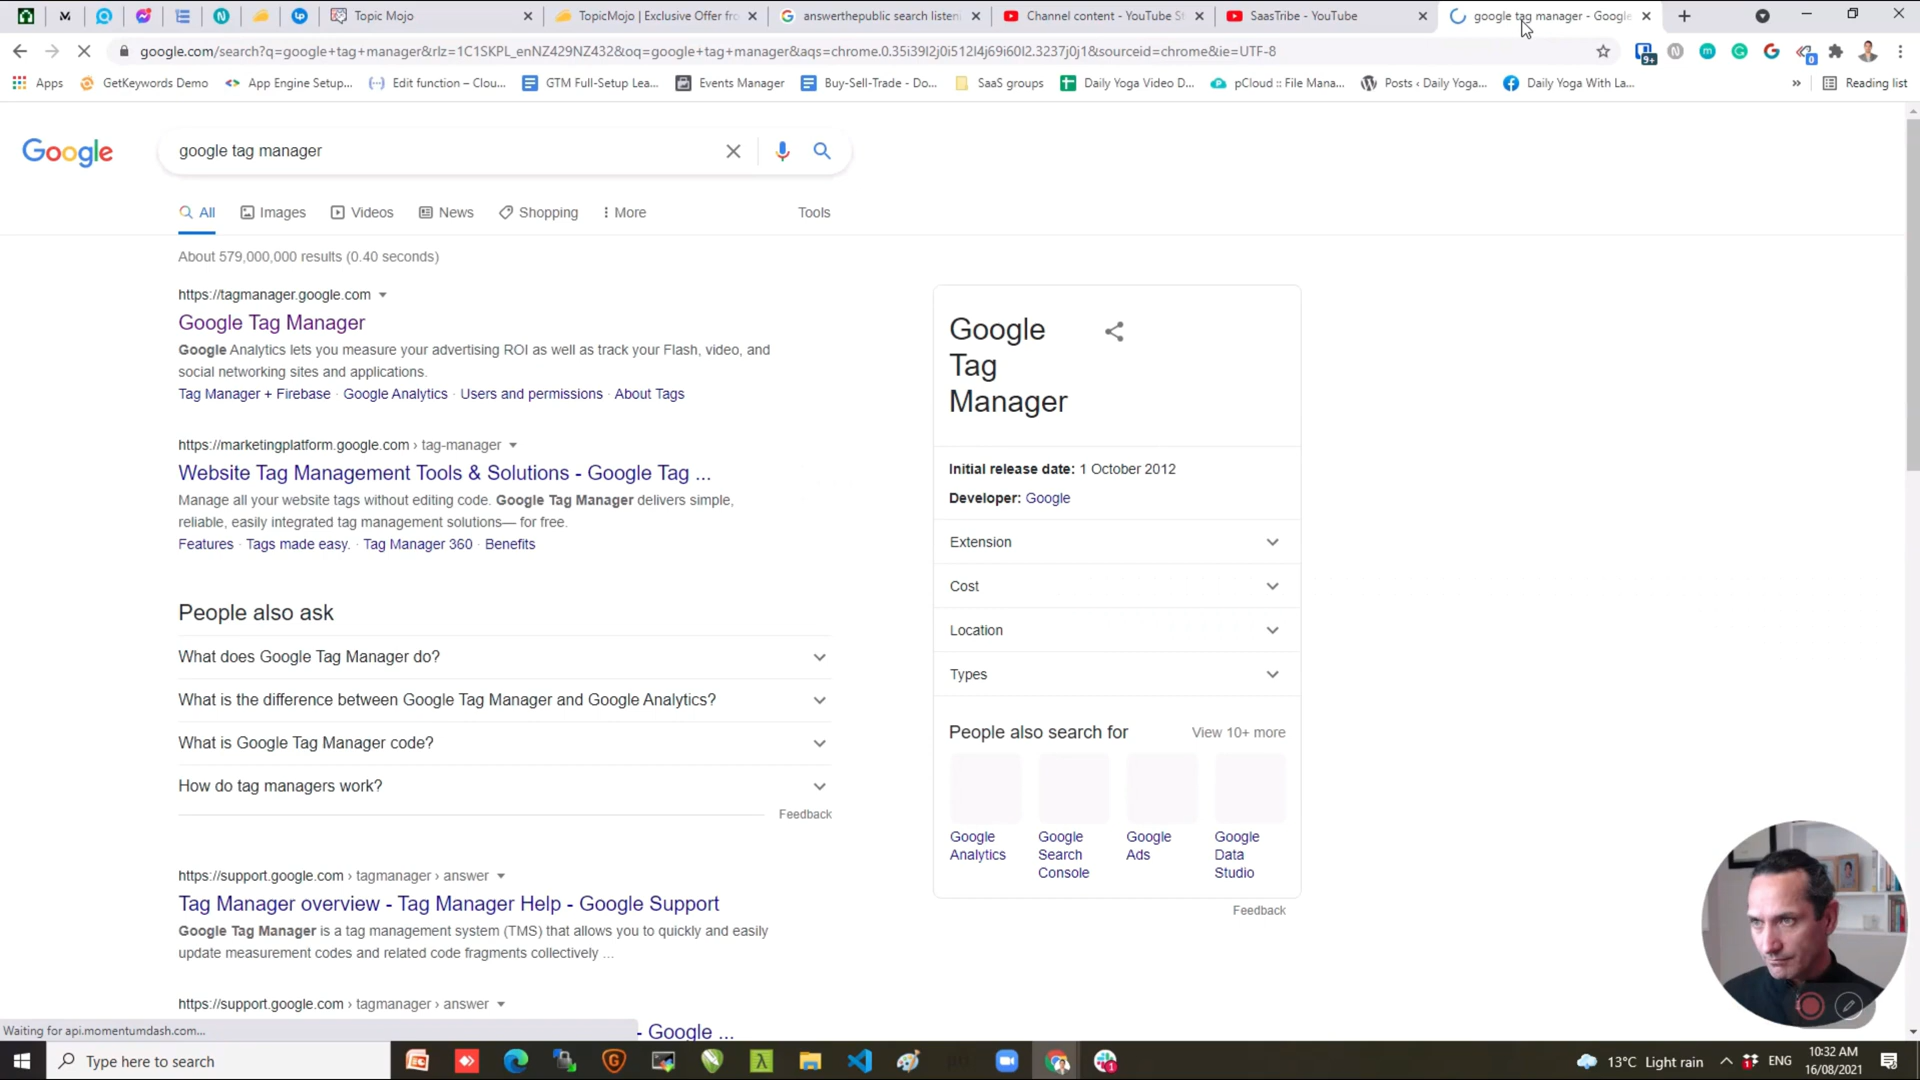 Topic Mojo
TopicMojo | Exclusive Offer fro
answerthepublic search listeni
Channel content - YouTube St
SaasTribe - YouTube
google tag manager - Google
google.com/search?q=google+tag+manager&rlz=1C1SKPL_enNZ429NZ432&oq=google+tag+manager&aqs=chrome.0.35i39l2j0i512l4j69i60l2.3237j0j1&sourceid=chrome&ie=UTF-8
9+
0
Apps
GetKeywords Demo
App Engine Setup...
Edit function – Clou...
GTM Full-Setup Lea...
Events Manager
Buy-Sell-Trade - Do...
SaaS groups
Daily Yoga Video D...
pCloud :: File Mana...
Posts ‹ Daily Yoga...
Daily Yoga With La...
»
Reading list
Google
google tag manager
All
Images
Videos
News
Shopping
More
Tools
About 579,000,000 results (0.40 seconds)
https://tagmanager.google.com
Google Tag Manager
Google Analytics lets you measure your advertising ROI as well as track your Flash, video, and
social networking sites and applications.
Tag Manager + Firebase · Google Analytics · Users and permissions · About Tags
https://marketingplatform.google.com › tag-manager
Website Tag Management Tools & Solutions - Google Tag ...
Manage all your website tags without editing code. Google Tag Manager delivers simple,
reliable, easily integrated tag management solutions— for free.
Features · Tags made easy. · Tag Manager 360 · Benefits
People also ask
What does Google Tag Manager do?
What is the difference between Google Tag Manager and Google Analytics?
What is Google Tag Manager code?
How do tag managers work?
Feedback
https://support.google.com › tagmanager › answer
Tag Manager overview - Tag Manager Help - Google Support
Google Tag Manager is a tag management system (TMS) that allows you to quickly and easily
update measurement codes and related code fragments collectively ...
https://support.google.com › tagmanager › answer
- Google ...
Google
Tag
Manager
Initial release date: 1 October 2012
Developer: Google
Extension
Cost
Location
Types
People also search for
View 10+ more
Google
Analytics
Google
Search
Console
Google
Ads
Google
Data
Studio
Feedback
Waiting for api.momentumdash.com...
Type here to search
13°C Light rain
ENG
10:32 AM
16/08/2021